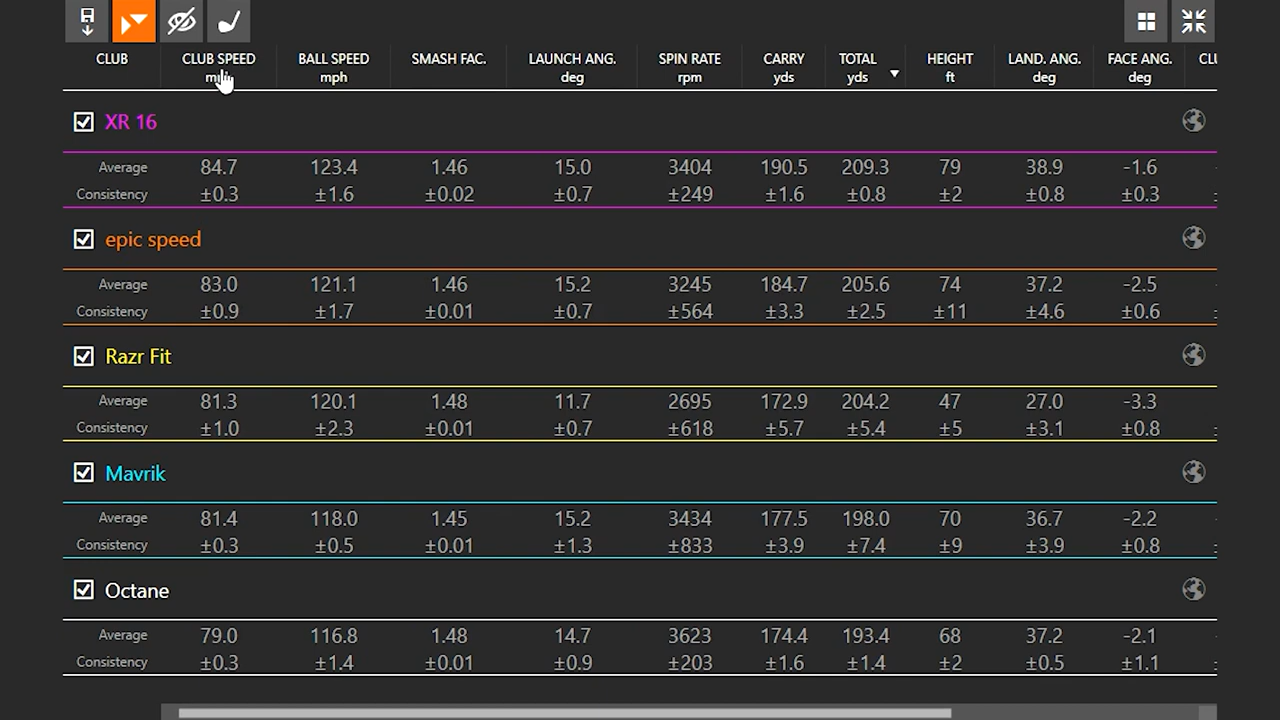 CLUB CLUB SPEED BALL SPEED SMASH FAC. LAUNCH ANG. SPIN RATE CARRY TOTAL HEIGHT LAND. ANG. FACE ANG. CLU
mph deg rpm yds yds ft deg deg
XR 16
Average 84.7 123.4 1.46 15.0 3404 190.5 209.3 79 38.9 -1.6
Consistency ±0.3 ±1.6 ±0.02 ±0.7 ±249 ±1.6 ±0.8 ±2 ±0.8 ±0.3 ±
epic speed
Average 83.0 121.1 1.46 15.2 3245 184.7 205.6 74 37.2 -2.5
Consistency ±0.9 ±1.7 ±0.01 ±0.7 ±564 ±3.3 ±2.5 ±11 ±4.6 ±0.6 ±
Razr Fit
Average 81.3 120.1 1.48 11.7 2695 172.9 204.2 47 27.0 -3.3
Consistency ±1.0 ±2.3 ±0.01 ±0.7 ±618 ±5.7 ±5.4 ±5 ±3.1 ±0.8 ±
Mavrik
Average 81.4 118.0 1.45 15.2 3434 177.5 198.0 70 36.7 -2.2
Consistency ±0.3 ±0.5 ±0.01 ±1.3 ±833 ±3.9 ±7.4 ±9 ±3.9 ±0.8 ±
Octane
Average 79.0 116.8 1.48 14.7 3623 174.4 193.4 68 37.2 -2.1
Consistency ±0.3 ±1.4 ±0.01 ±0.9 ±203 ±1.6 ±1.4 ±2 ±0.5 ±1.1 ±